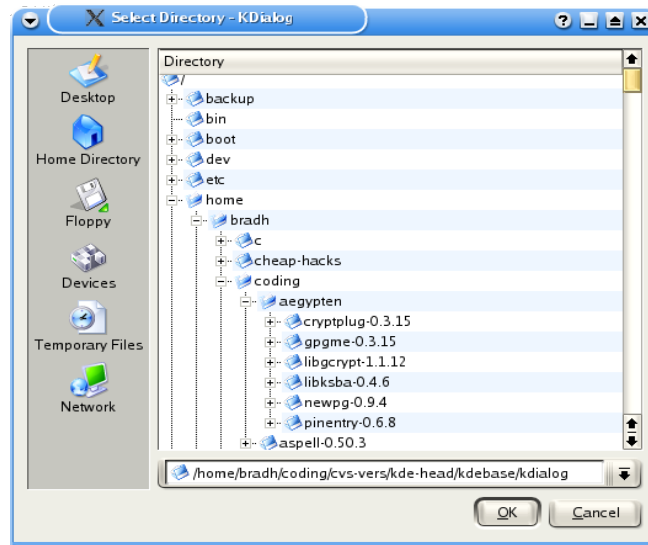 Select Directory - KDialog
Desktop
Home Directory
Floppy
Devices
Temporary Files
Network
Directory
/
backup
bin
boot
dev
etc
home
bradh
c
cheap-hacks
coding
aegypten
cryptplug-0.3.15
gpgme-0.3.15
libgcrypt-1.1.12
libksba-0.4.6
newpg-0.9.4
pinentry-0.6.8
aspell-0.50.3
/home/bradh/coding/cvs-vers/kde-head/kdebase/kdialog
OK
Cancel